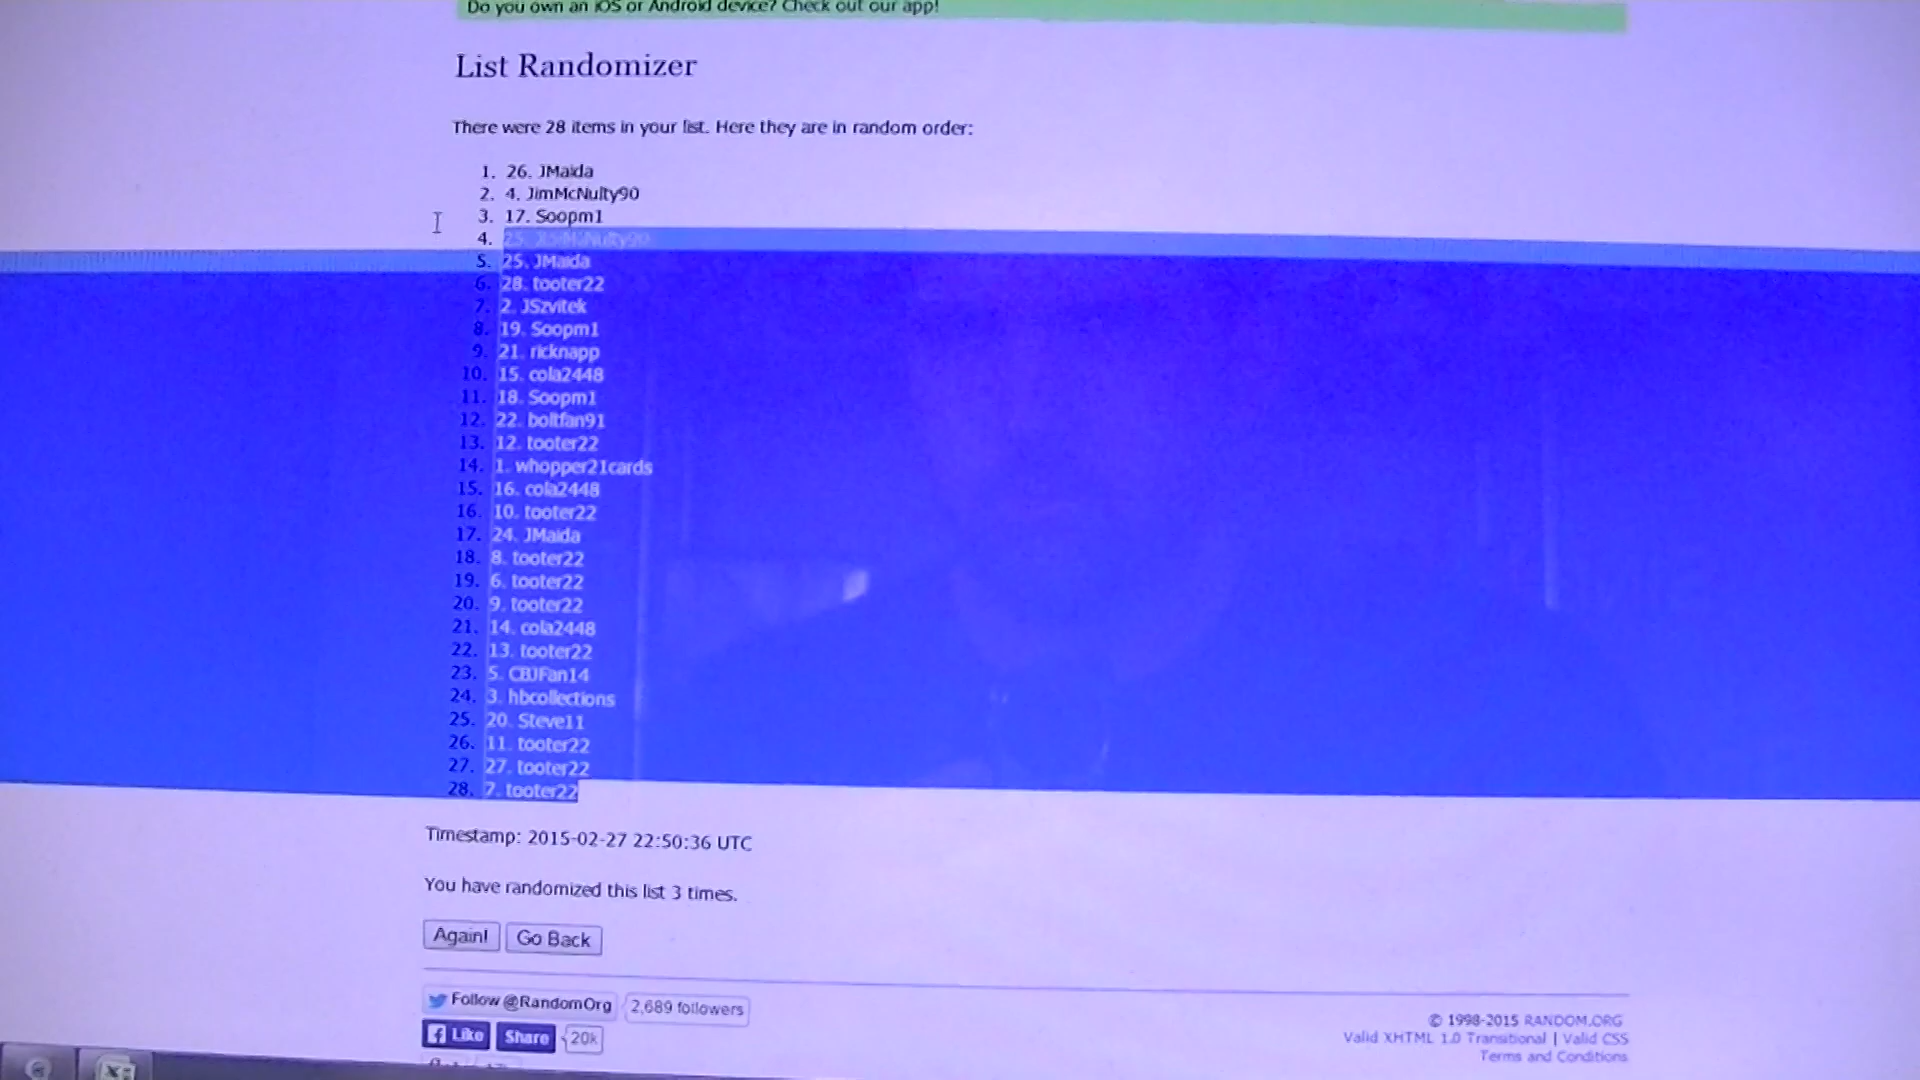 Do you own an iOS or Android device? Check out our app!
List Randomizer
There were 28 items in your list. Here they are in random order:
1. 26. JMaida
2. 4. JimMcNulty90
3. 17. Soopm1
4.
5. 25. JMaida
6. 28. tooter22
7. 2. JSzvitek
8. 19. Soopm1
9. 21. ricknapp
10. 15. cola2448
11. 18. Soopm1
12. 22. boltfan91
13. 12. tooter22
14. 1. whopper21cards
15. 16. cola2448
16. 10. tooter22
17. 24. JMaida
18. 8. tooter22
19. 6. tooter22
20. 9. tooter22
21. 14. cola2448
22. 13. tooter22
23. 5. CBJFan14
24. 3. hbcollections
25. 20. Steve11
26. 11. tooter22
27. 27. tooter22
28. 7. tooter22
Timestamp: 2015-02-27 22:50:36 UTC
You have randomized this list 3 times.
Again! Go Back
Follow @RandomOrg 2,689 followers
Like Share 20k
© 1998-2015 RANDOM.ORG
Valid XHTML 1.0 Transitional | Valid CSS
Terms and Conditions